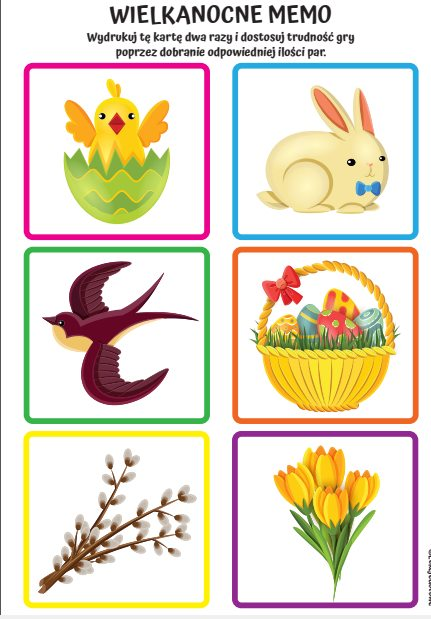 WIELKANOCNE MEMO
Wydrukuj tę kartę dwa razy i dostosuj trudność gry
poprzez dobranie odpowiedniej ilości par.